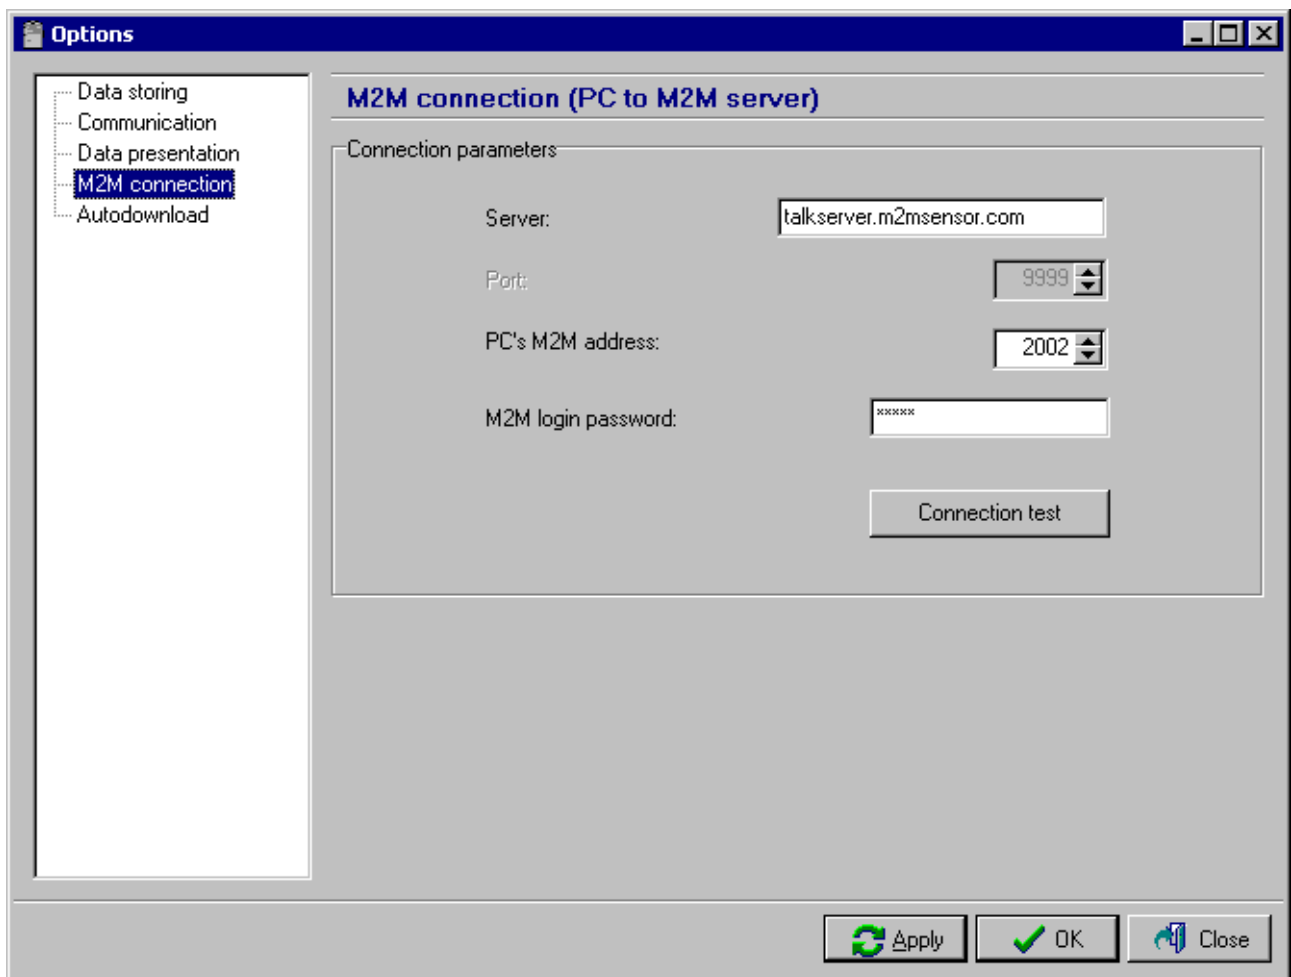 Options
Data storing
Communication
Data presentation
M2M connection
Autodownload
M2M connection (PC to M2M server)
Connection parameters
Server: talkserver.m2msensor.com
Port: 9999
PC's M2M address: 2002
M2M login password: *****
Connection test
Apply OK Close